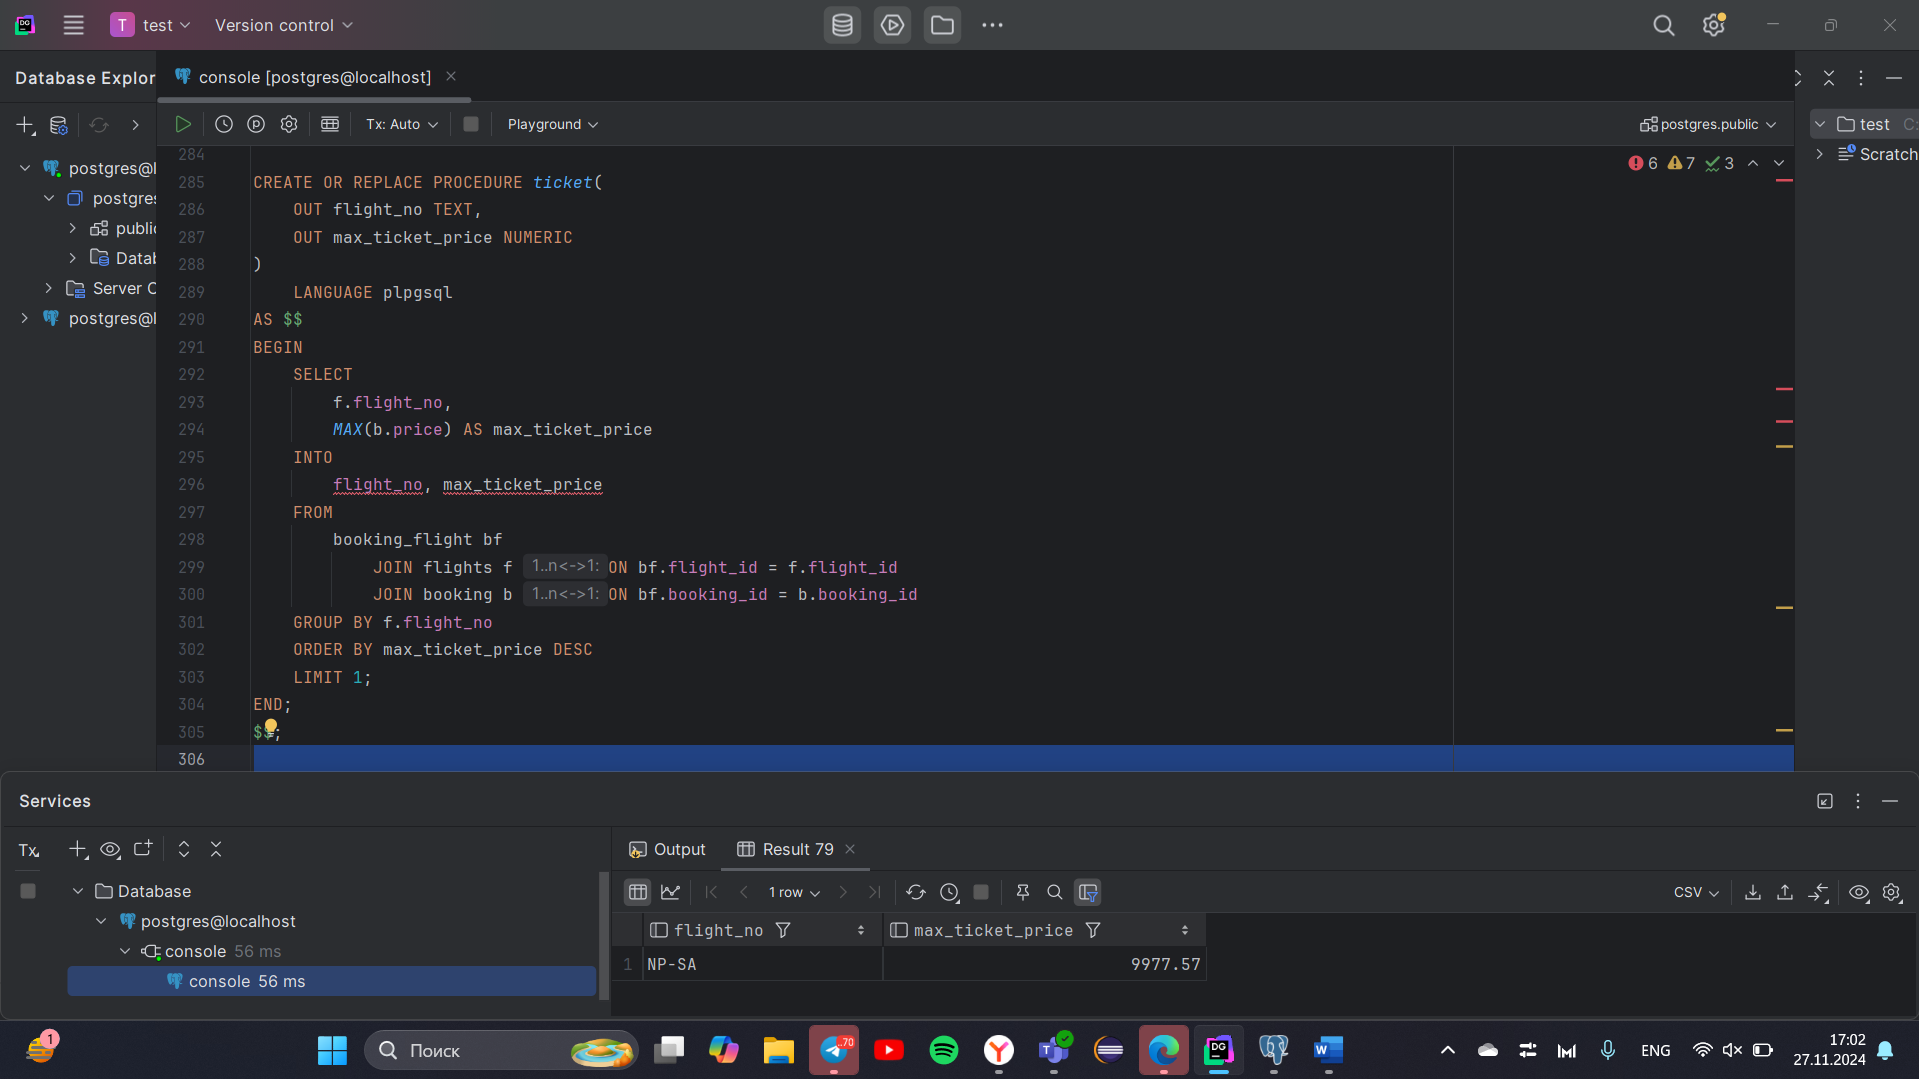 T test Version control
Database Explor
console [postgres@localhost]
Tx: Auto Playground postgres.public
test C:
Scratch
postgres@l
postgres
public
Datab
Server C
postgres@l
6 7 3
284
285 CREATE OR REPLACE PROCEDURE ticket(
286 OUT flight_no TEXT,
287 OUT max_ticket_price NUMERIC
288 )
289 LANGUAGE plpgsql
290 AS $$
291 BEGIN
292 SELECT
293 f.flight_no,
294 MAX(b.price) AS max_ticket_price
295 INTO
296 flight_no, max_ticket_price
297 FROM
298 booking_flight bf
299 JOIN flights f 1..n<->1: ON bf.flight_id = f.flight_id
300 JOIN booking b 1..n<->1: ON bf.booking_id = b.booking_id
301 GROUP BY f.flight_no
302 ORDER BY max_ticket_price DESC
303 LIMIT 1;
304 END;
305 $$;
306
Services
Tx
Database
postgres@localhost
console 56 ms
console 56 ms
Output Result 79
1 row CSV
flight_no max_ticket_price
1 NP-SA 9977.57
1 Поиск 70 ENG 17:02
27.11.2024